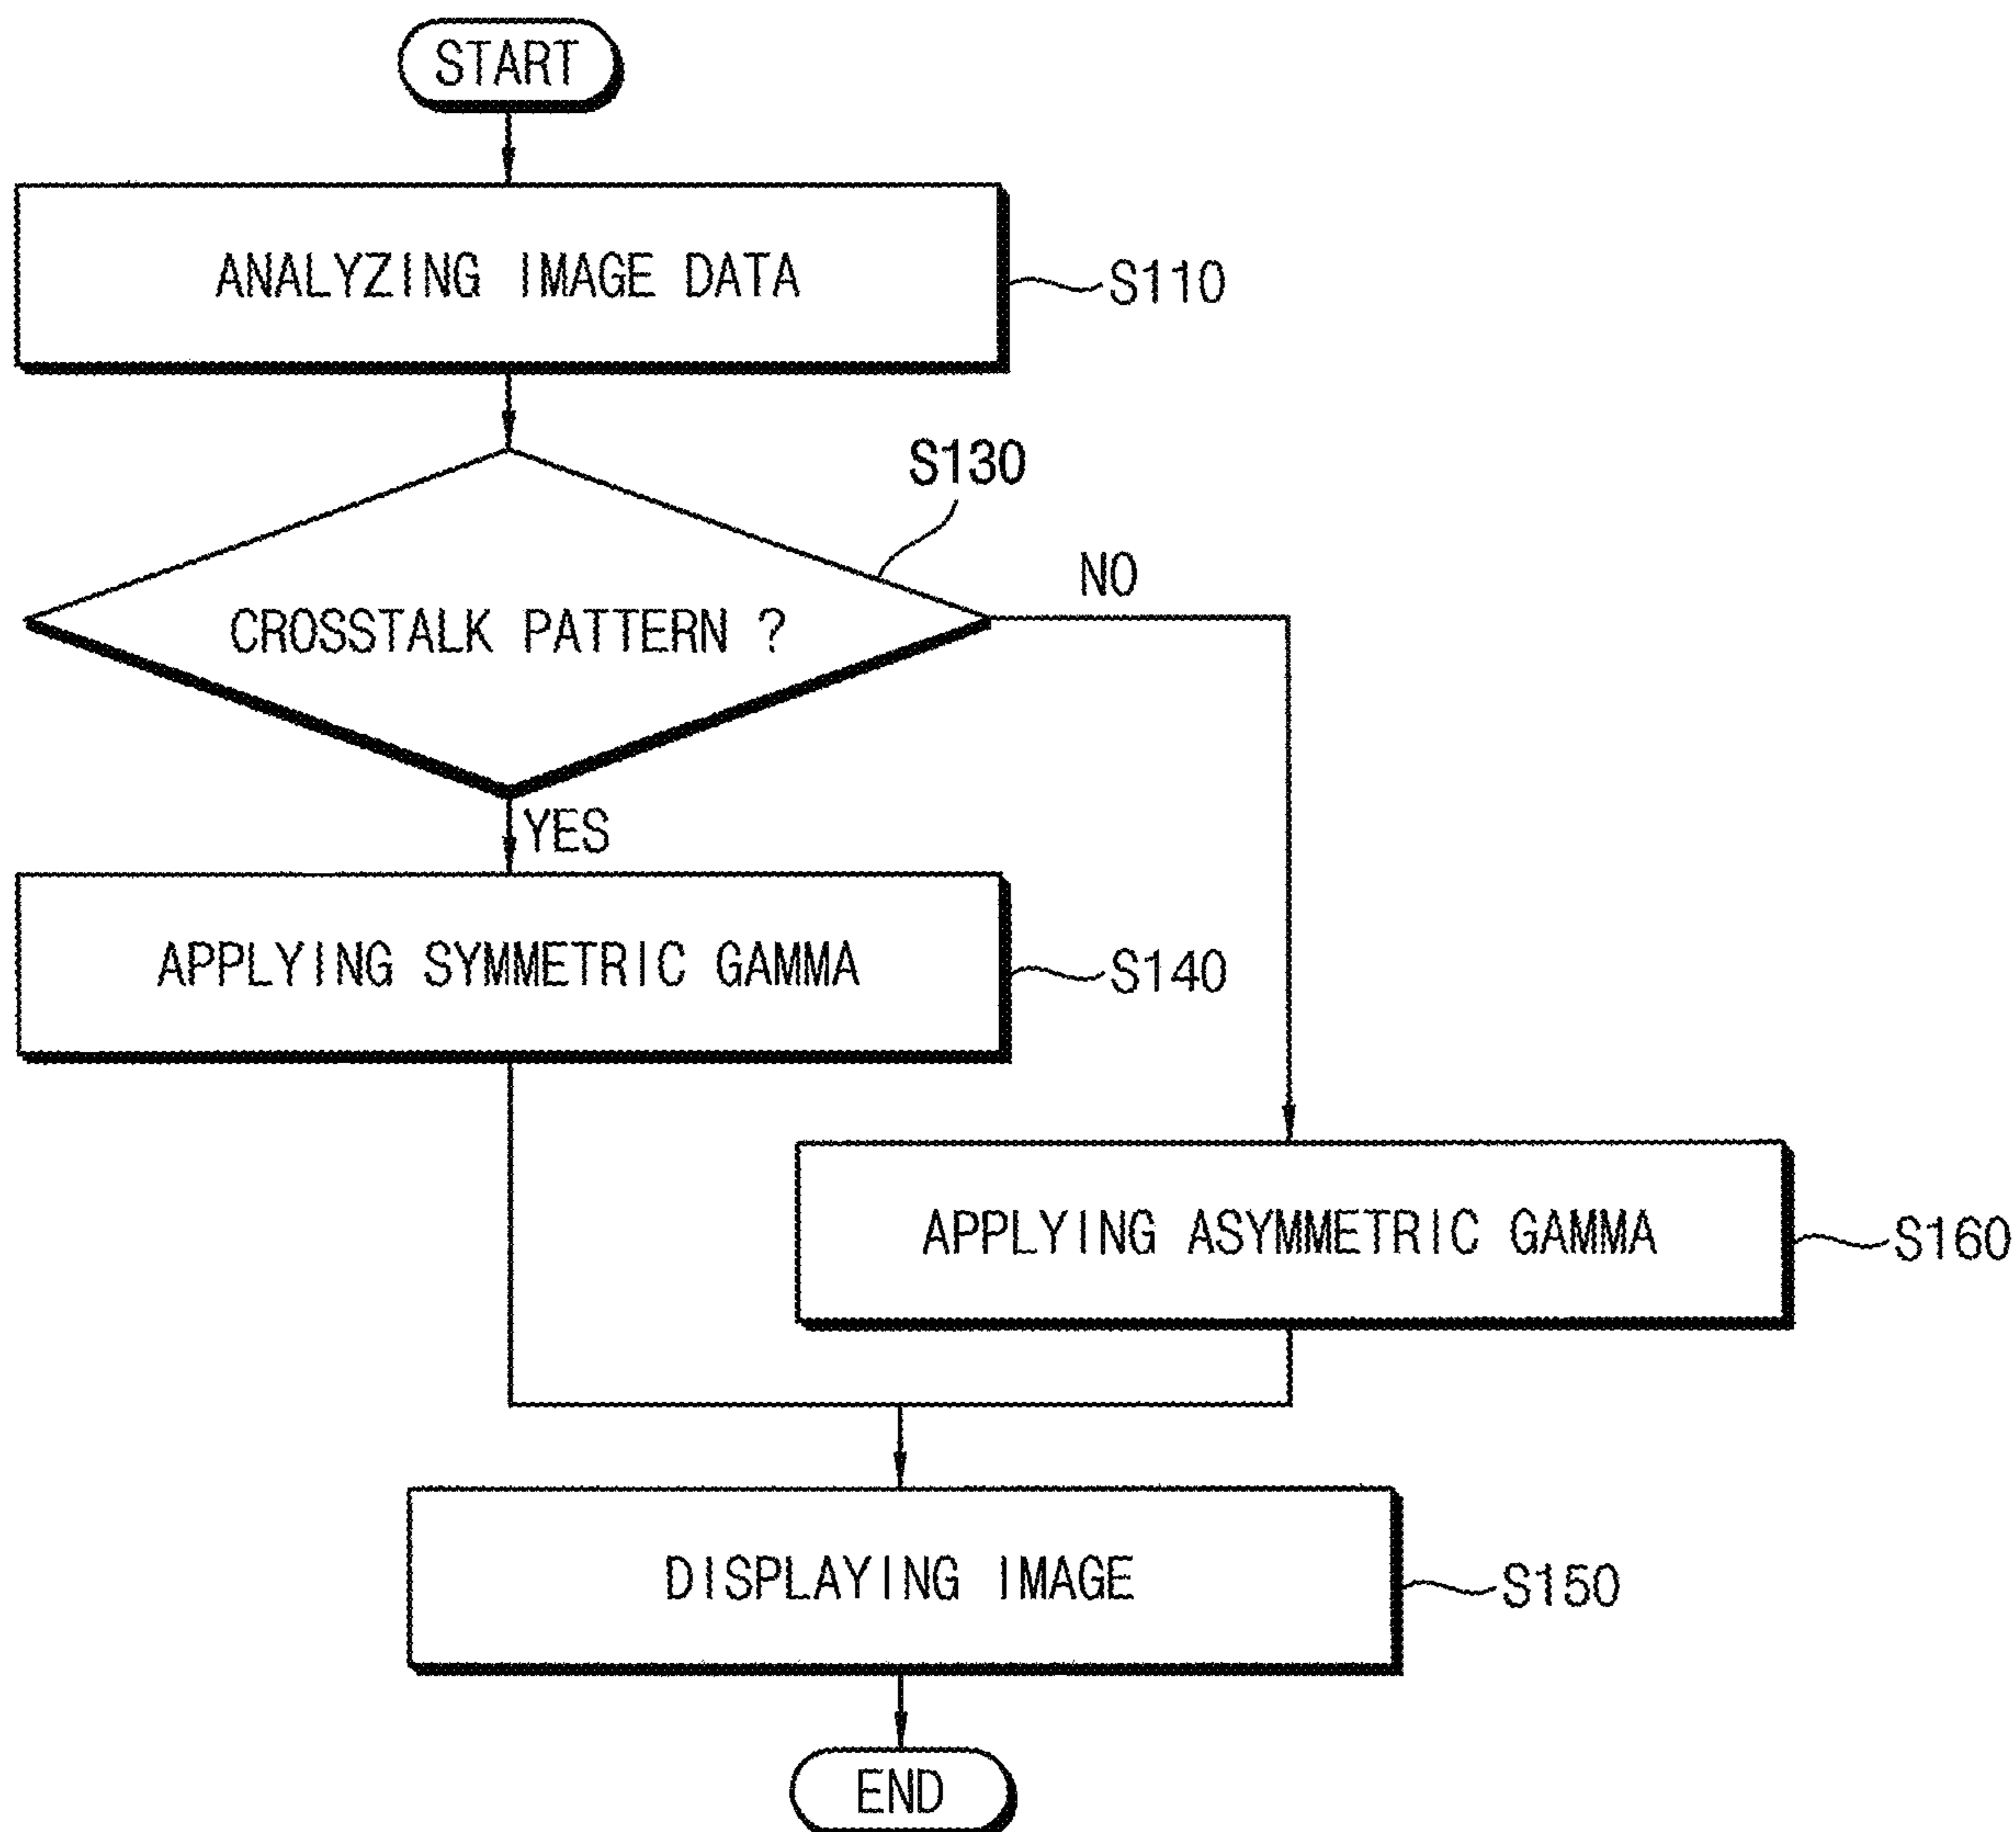 START
ANALYZING IMAGE DATA
S110
S130
NO
CROSSTALK PATTERN ?
YES
APPLYING SYMMETRIC GAMMA
S140
APPLYING ASYMMETRIC GAMMA
S160
DISPLAYING IMAGE
S150
END